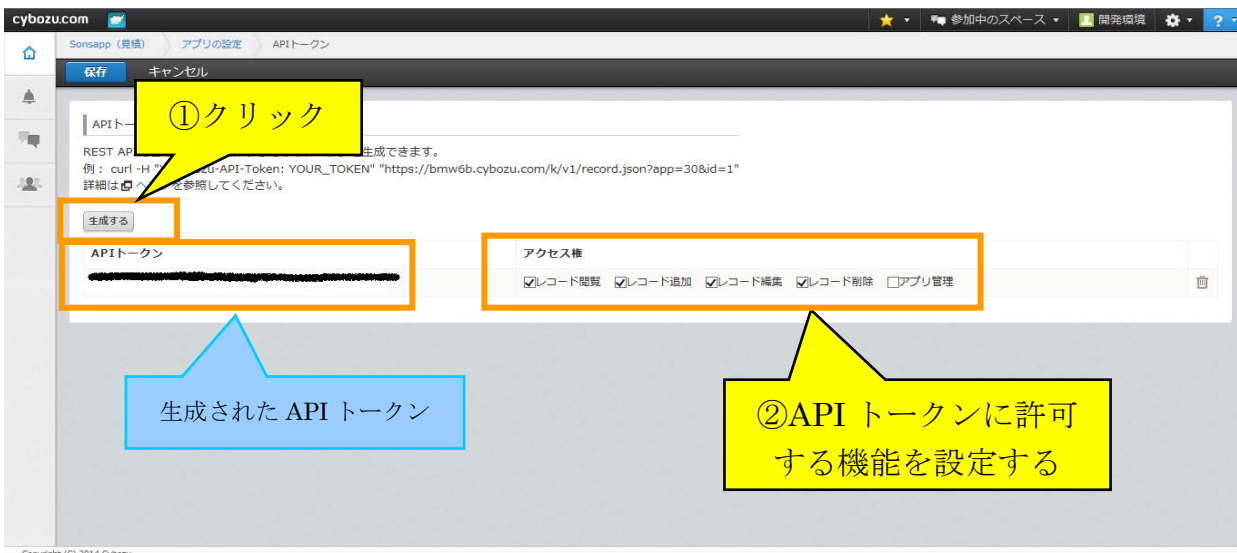 cybozu.com
参加中のスペース
開発環境
?
Sonsapp（見積）
アプリの設定
APIトークン
保存
キャンセル
①クリック
APIト
REST AP
生成できます。
例： curl -H "
u-API-Token: YOUR_TOKEN" "https://bmw6b.cybozu.com/k/v1/record.json?app=30&id=1"
詳細は
を参照してください。
生成する
APIトークン
アクセス権
レコード閲覧 レコード追加 レコード編集 レコード削除 アプリ管理
生成された API トークン
②API トークンに許可
する機能を設定する